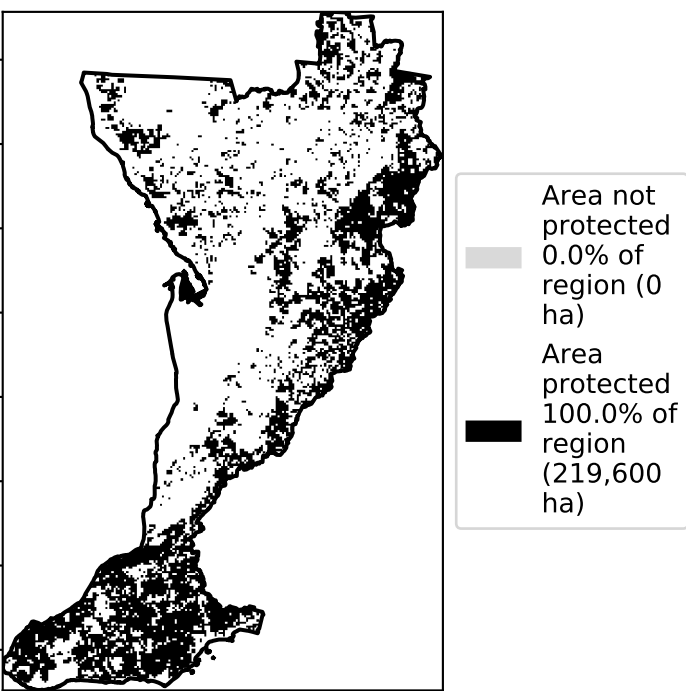 Area not
protected
0.0% of
region (0
ha)
Area
protected
100.0% of
region
(219,600
ha)